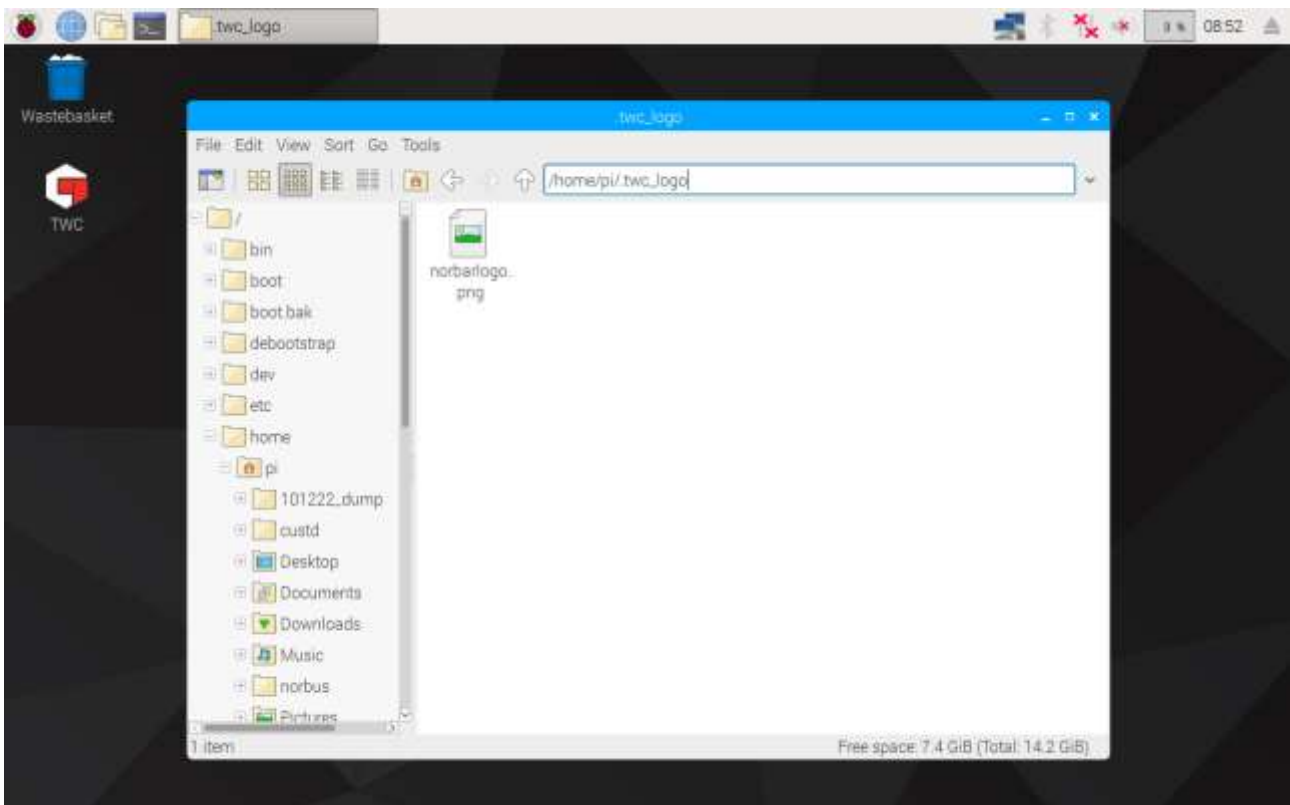 .twc_logo
3 %
08:52
Wastebasket
TWC
.twc_logo
File Edit View Sort Go Tools
/home/pi/.twc_logo
/
bin
boot
boot.bak
debootstrap
dev
etc
home
pi
101222_dump
custd
Desktop
Documents
Downloads
Music
norbus
Pictures
norbarlogo.
png
1 item
Free space: 7.4 GiB (Total: 14.2 GiB)